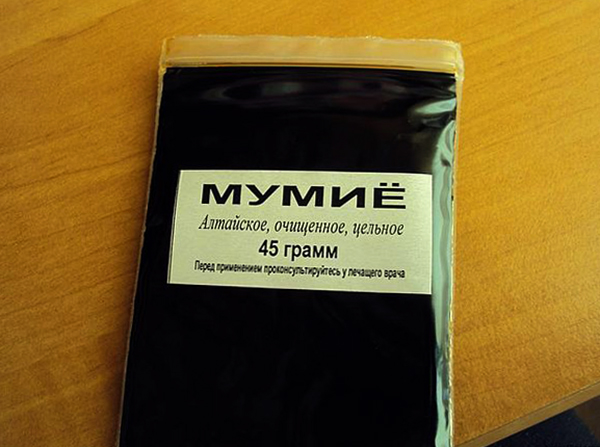 МУМИЁ
Алтайское, очищенное, цельное
45 грамм
Перед применением проконсультируйтесь у лечащего врача